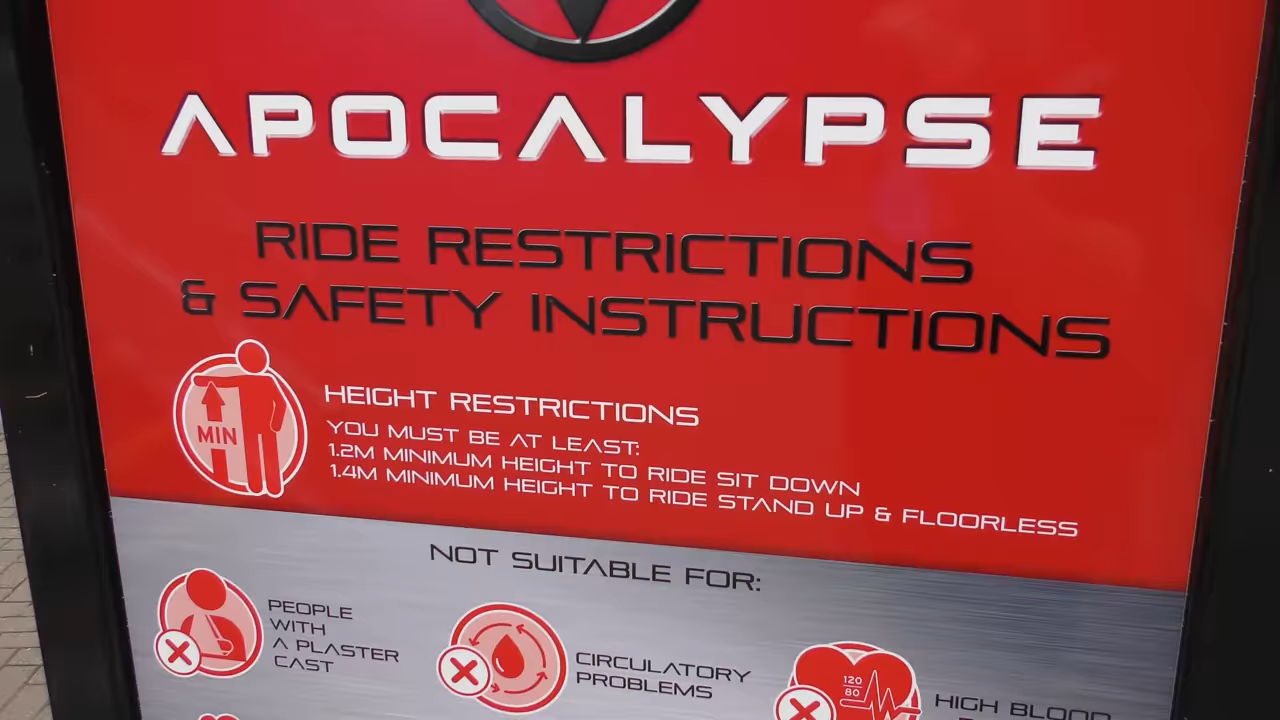 APOCALYPSE
RIDE RESTRICTIONS
& SAFETY INSTRUCTIONS
MIN
HEIGHT RESTRICTIONS
YOU MUST BE AT LEAST:
1.2M MINIMUM HEIGHT TO RIDE SIT DOWN
1.4M MINIMUM HEIGHT TO RIDE STAND UP & FLOORLESS
NOT SUITABLE FOR:
PEOPLE
WITH
A PLASTER
CAST
CIRCULATORY
PROBLEMS
120
80
HIGH BLOOD